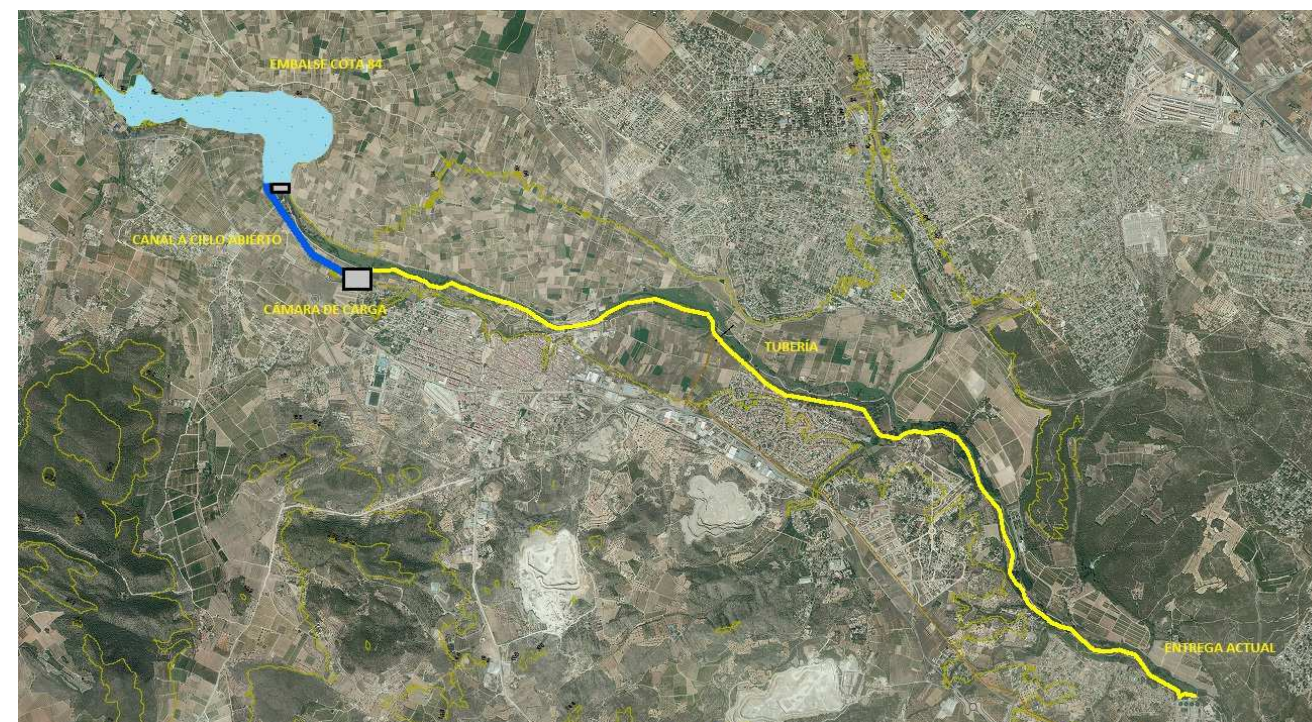 EMBALSE COTA 84
CANAL A CIELO ABIERTO
CÁMARA DE CARGA
TUBERÍA
ENTREGA ACTUAL